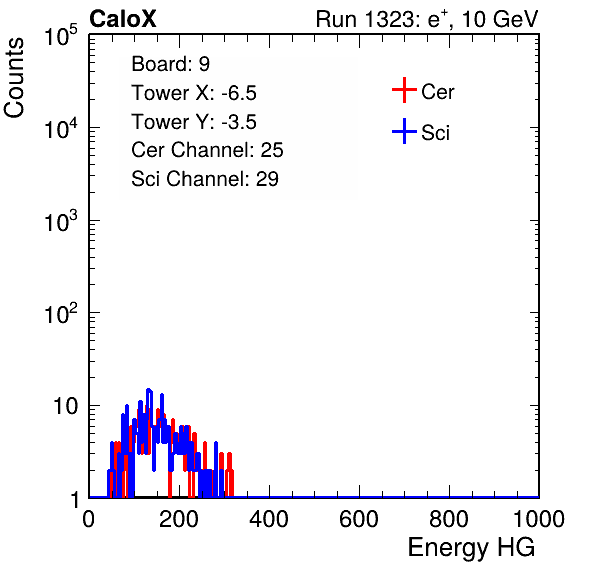 CaloX Run 1323: e⁺, 10 GeV
Counts
10⁵
10⁴
10³
10²
10
1
Board: 9
Tower X: -6.5
Tower Y: -3.5
Cer Channel: 25
Sci Channel: 29
Cer
Sci
0 200 400 600 800 1000
Energy HG